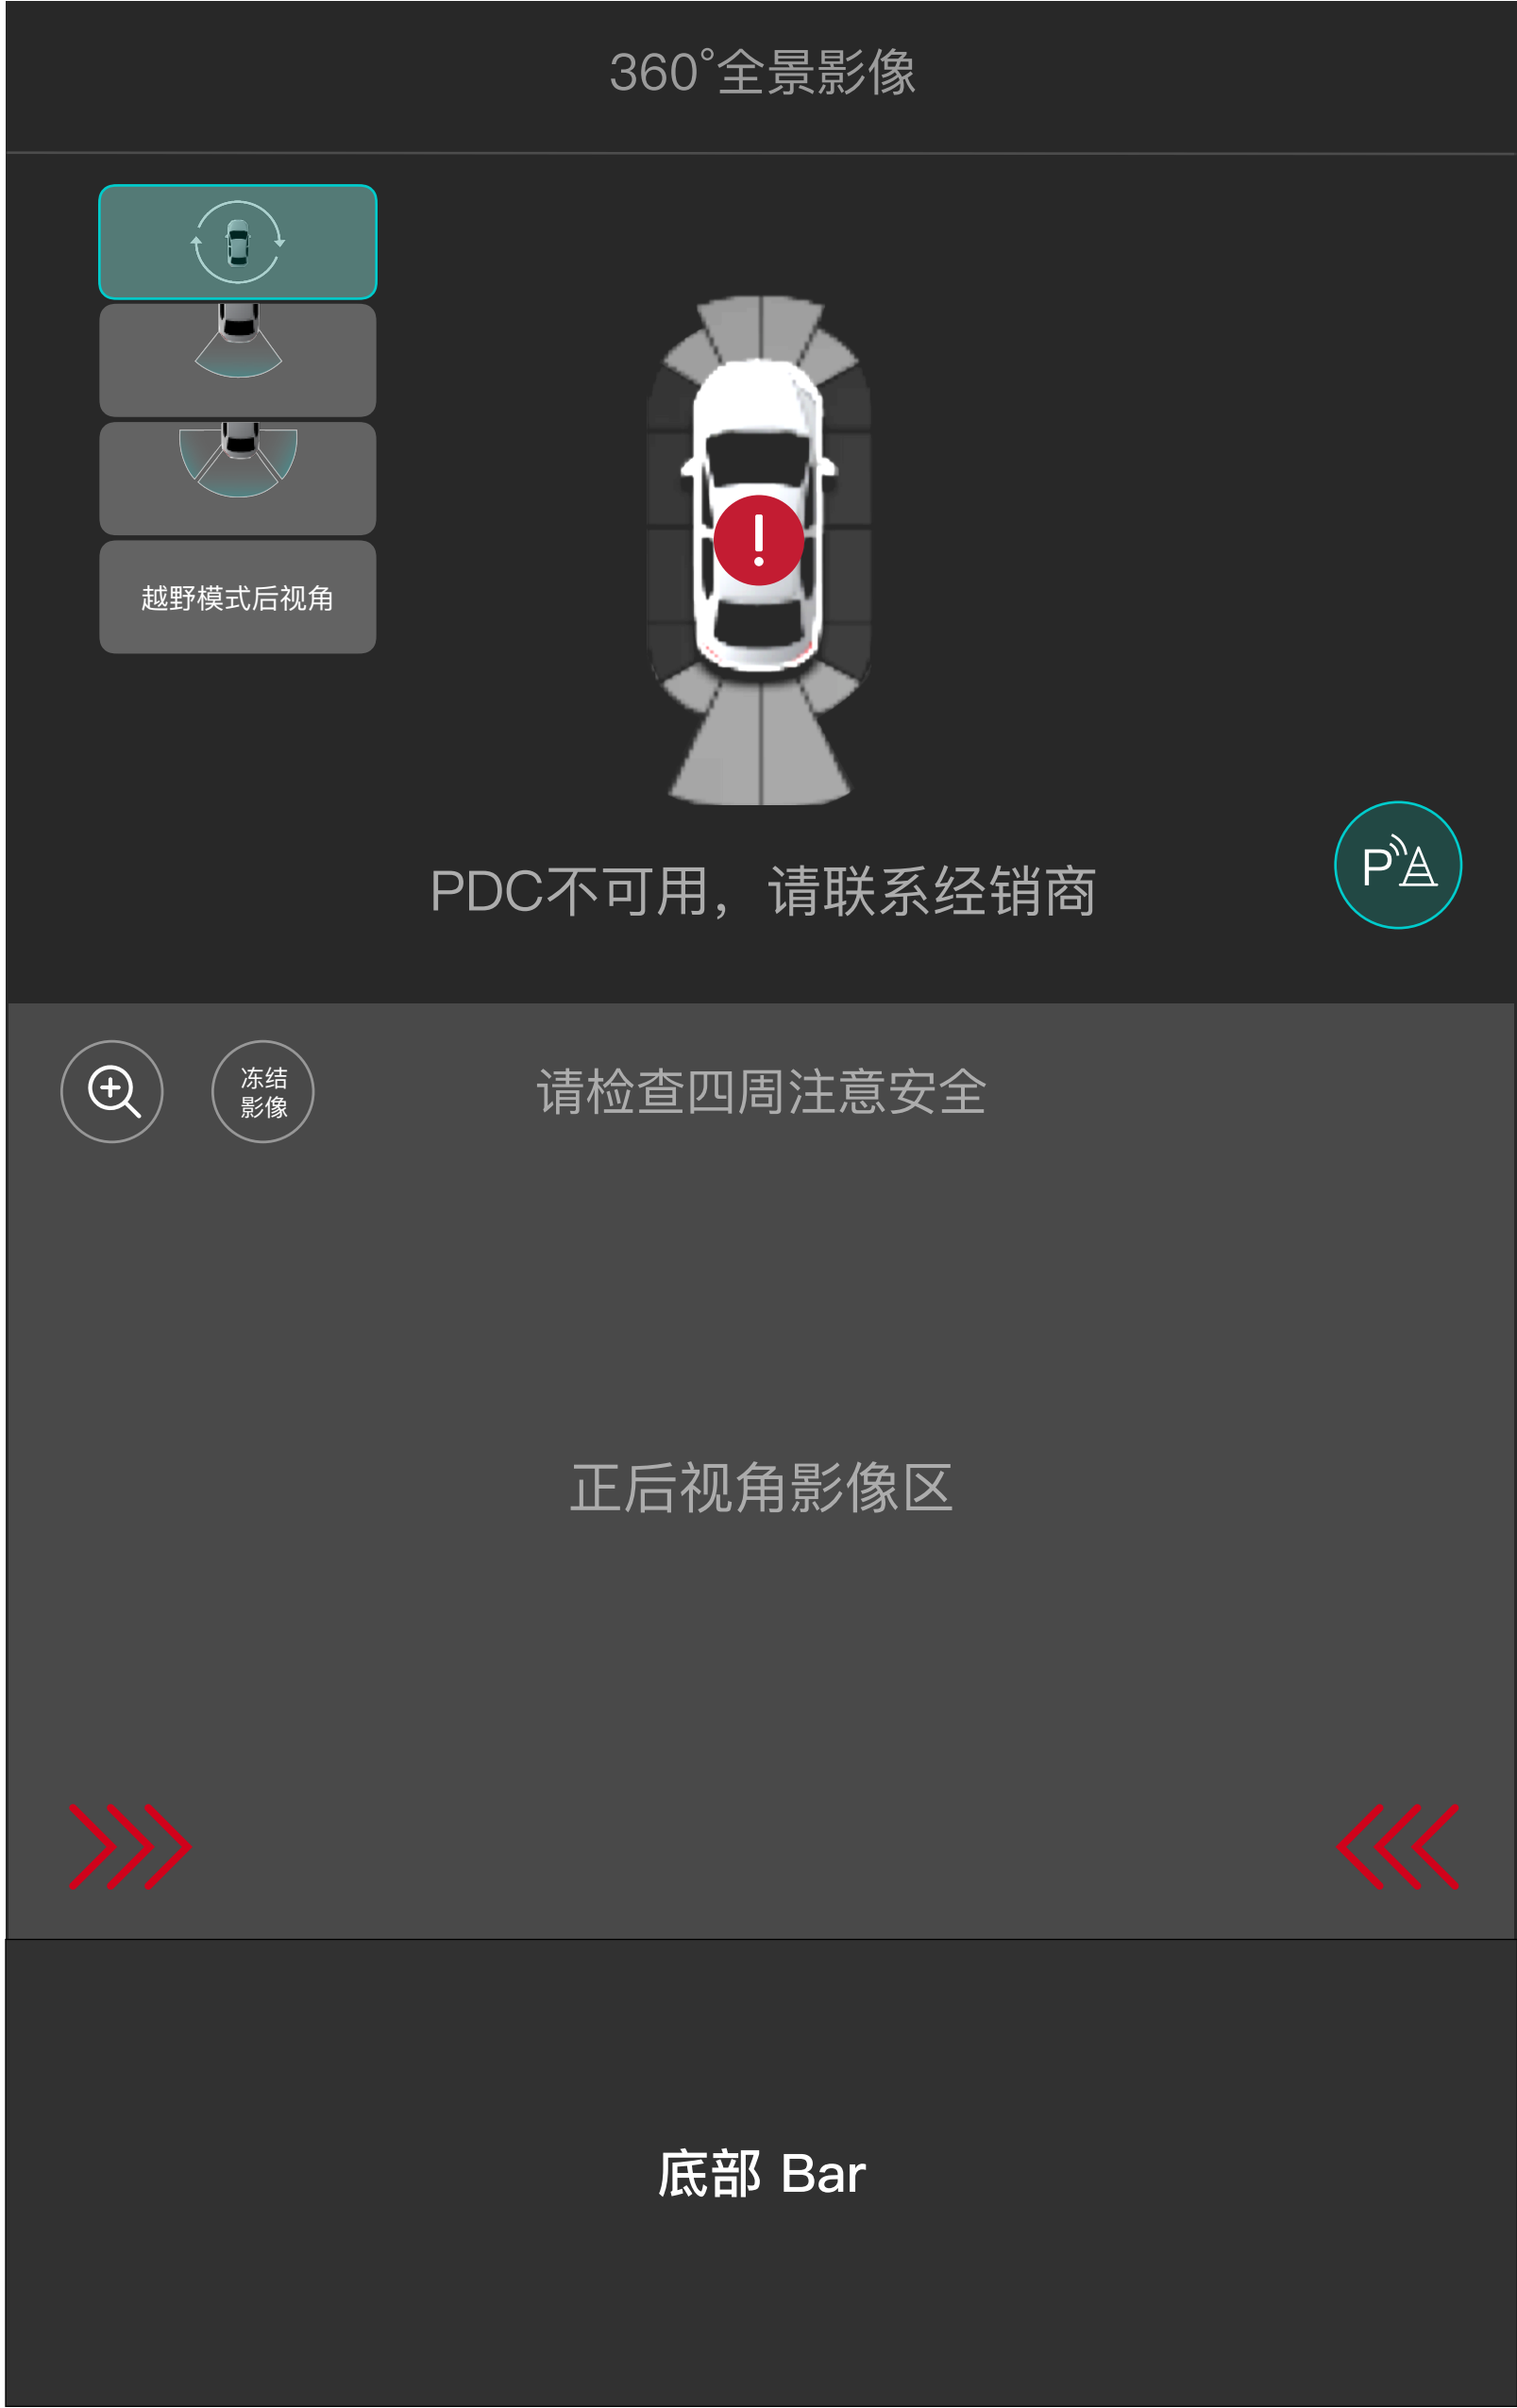 360°全景影像
越野模式后视角
PDC不可用，请联系经销商
P
冻结
影像
请检查四周注意安全
正后视角影像区
底部 Bar